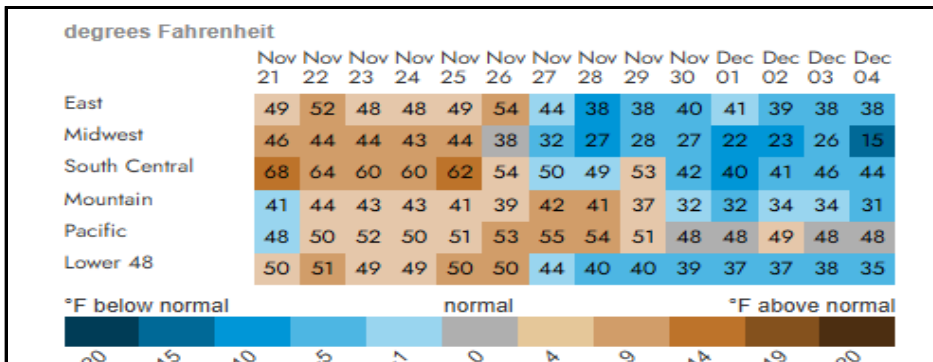 degrees Fahrenheit
Nov Nov Nov Nov Nov Nov Nov Nov Nov Nov Dec Dec Dec Dec
21 22 23 24 25 26 27 28 29 30 01 02 03 04
East 49 52 48 48 49 54 44 38 38 40 41 39 38 38
Midwest 46 44 44 43 44 38 32 27 28 27 22 23 26 15
South Central 68 64 60 60 62 54 50 49 53 42 40 41 46 44
Mountain 41 44 43 43 41 39 42 41 37 32 32 34 34 31
Pacific 48 50 52 50 51 53 55 54 51 48 48 49 48 48
Lower 48 50 51 49 49 50 50 44 40 40 39 37 37 38 35
°F below normal normal °F above normal